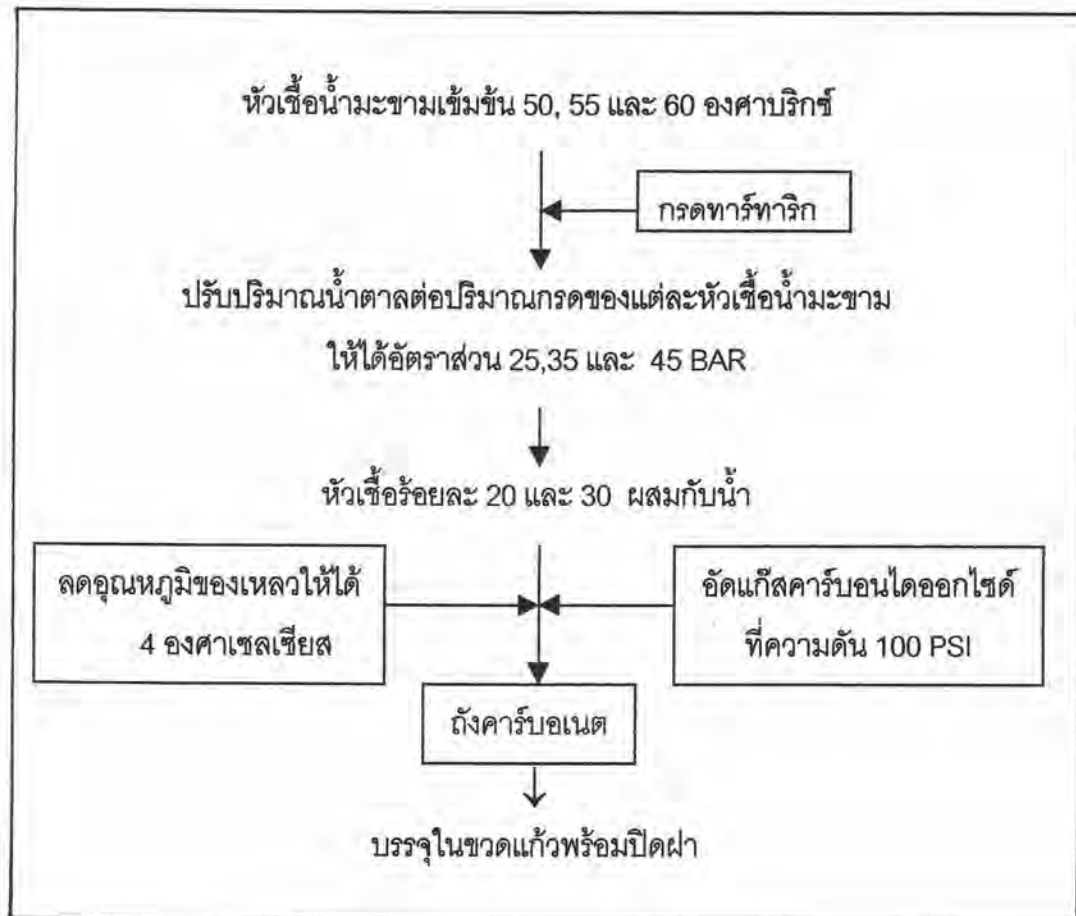 หัวเชื้อน้ำมะขามเข้มข้น 50, 55 และ 60 องศาบริกซ์
กรดทาร์ทาริก
ปรับปริมาณน้ำตาลต่อปริมาณกรดของแต่ละหัวเชื้อน้ำมะขาม
ให้ได้อัตราส่วน 25,35 และ 45 BAR
หัวเชื้อร้อยละ 20 และ 30 ผสมกับน้ำ
ลดอุณหภูมิของเหลวให้ได้
4 องศาเซลเซียส
อัดแก๊สคาร์บอนไดออกไซด์
ที่ความดัน 100 PSI
ถังคาร์บอเนต
บรรจุในขวดแก้วพร้อมปิดฝา